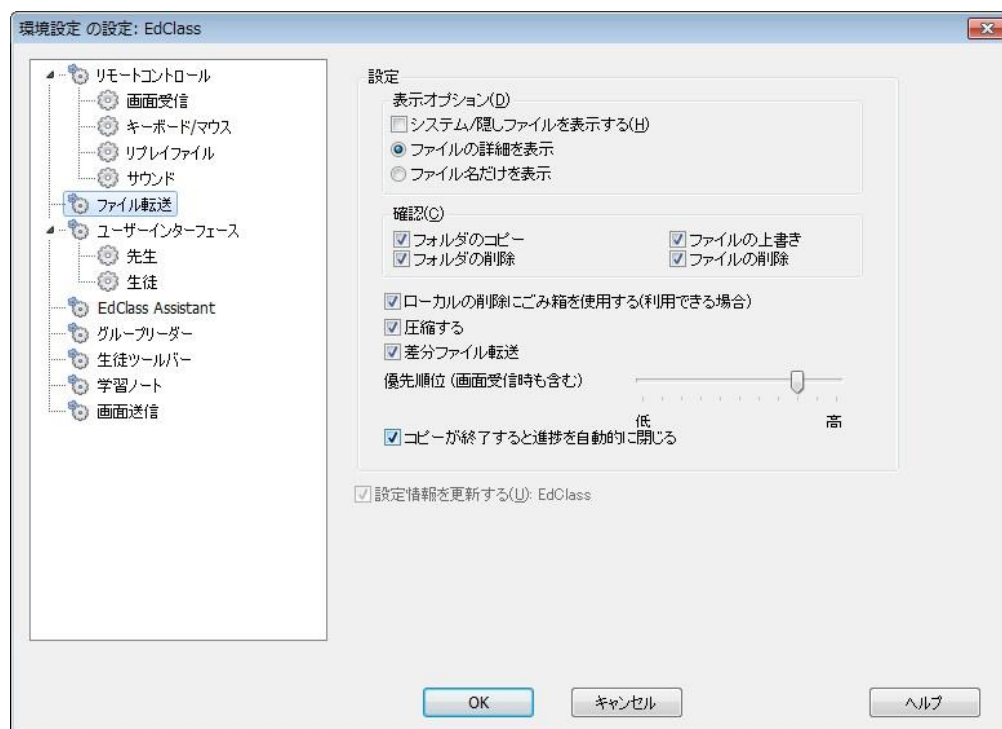 環境設定 の設定: EdClass
リモートコントロール
画面受信
キーボード/マウス
リプレイファイル
サウンド
ファイル転送
ユーザーインターフェース
先生
生徒
EdClass Assistant
グループリーダー
生徒ツールバー
学習ノート
画面送信
設定
表示オプション(D)
システム/隠しファイルを表示する(H)
ファイルの詳細を表示
ファイル名だけを表示
確認(C)
フォルダのコピー ファイルの上書き
フォルダの削除 ファイルの削除
ローカルの削除にごみ箱を使用する(利用できる場合)
圧縮する
差分ファイル転送
優先順位 (画面受信時も含む)
低 高
コピーが終了すると進捗を自動的に閉じる
設定情報を更新する(U): EdClass
OK キャンセル ヘルプ